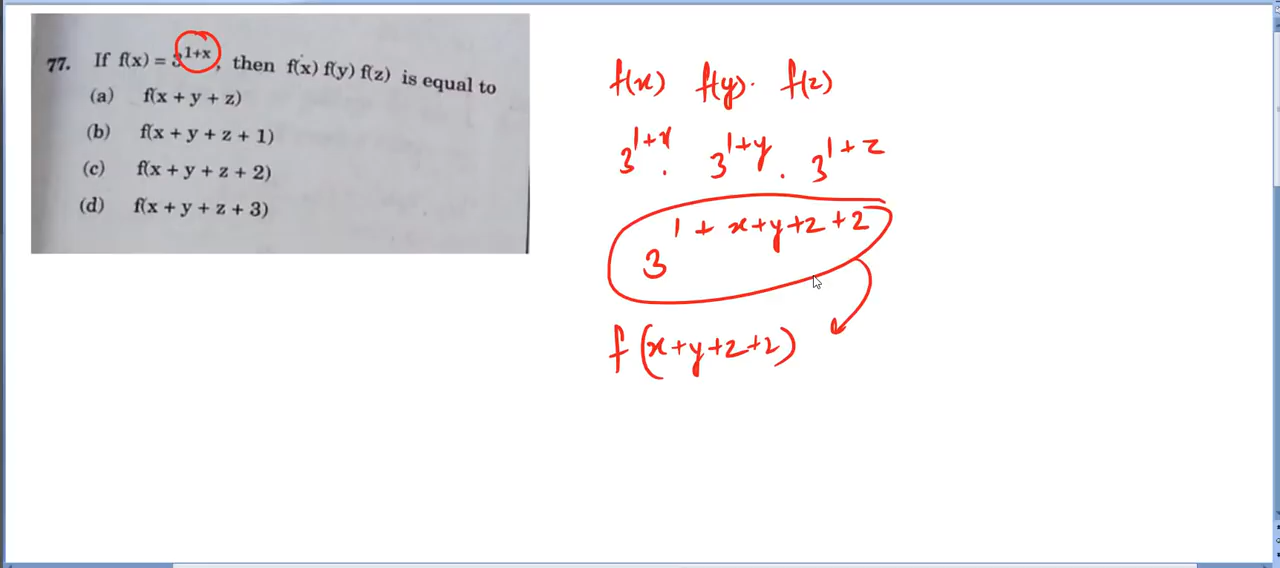 77. If f(x) = 3^{1+x}, then f(x) f(y) f(z) is equal to
(a) f(x + y + z)
(b) f(x + y + z + 1)
(c) f(x + y + z + 2)
(d) f(x + y + z + 3)
f(x) f(y). f(z)
3^{1+x} . 3^{1+y} . 3^{1+z}
3^{1+x+y+z+2}
f(x+y+z+2)